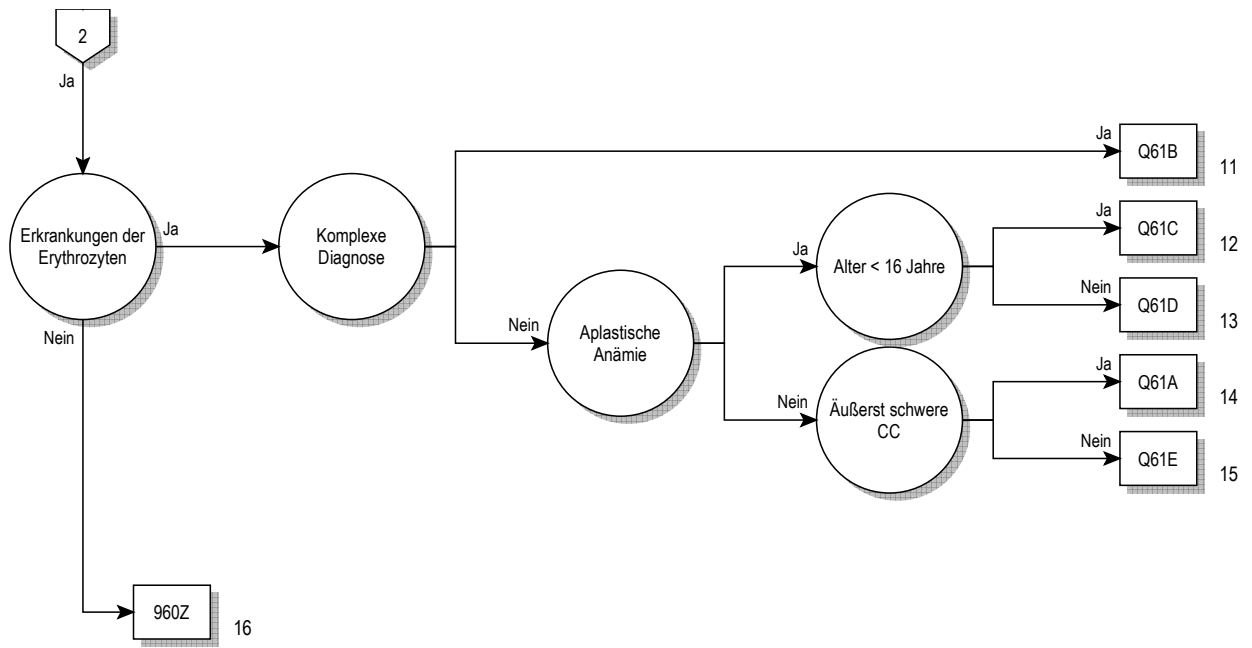 2
Ja
Erkrankungen der
Erythrozyten
Ja
Komplexe
Diagnose
Ja
Q61B
11
Nein
Aplastische
Anämie
Ja
Alter < 16 Jahre
Ja
Q61C
12
Nein
Q61D
13
Nein
Äußerst schwere
CC
Ja
Q61A
14
Nein
Q61E
15
Nein
960Z
16